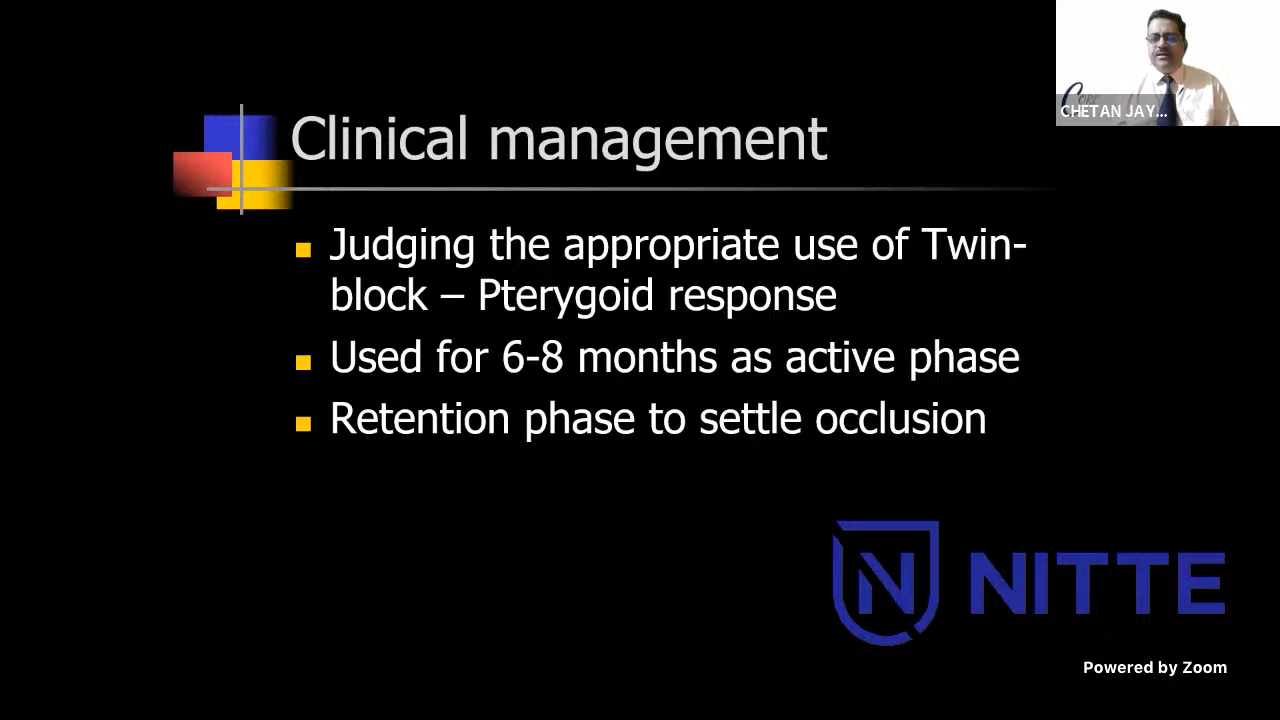 CHETAN JAY...
Clinical management
Judging the appropriate use of Twin-
block – Pterygoid response
Used for 6-8 months as active phase
Retention phase to settle occlusion
N NITTE
Powered by Zoom